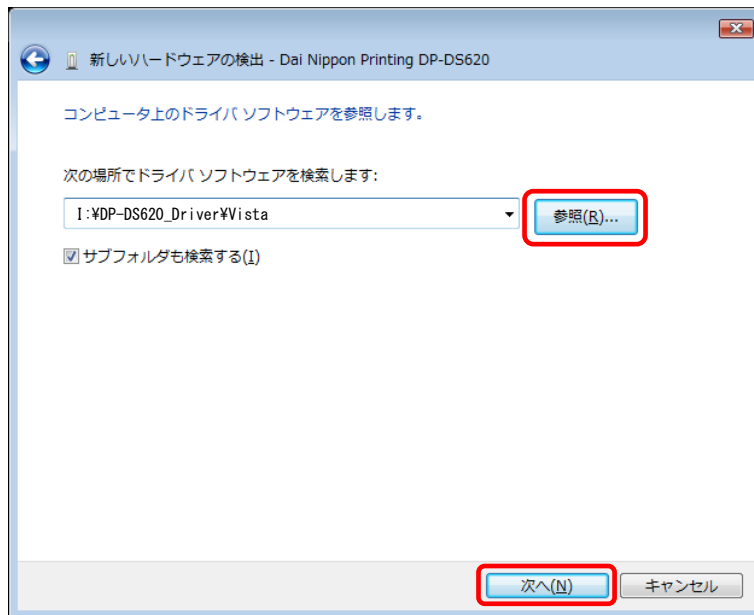 新しいハードウェアの検出 - Dai Nippon Printing DP-DS620
コンピュータ上のドライバ ソフトウェアを参照します。
次の場所でドライバ ソフトウェアを検索します:
I:¥DP-DS620_Driver¥Vista
参照(R)...
サブフォルダも検索する(I)
次へ(N)
キャンセル